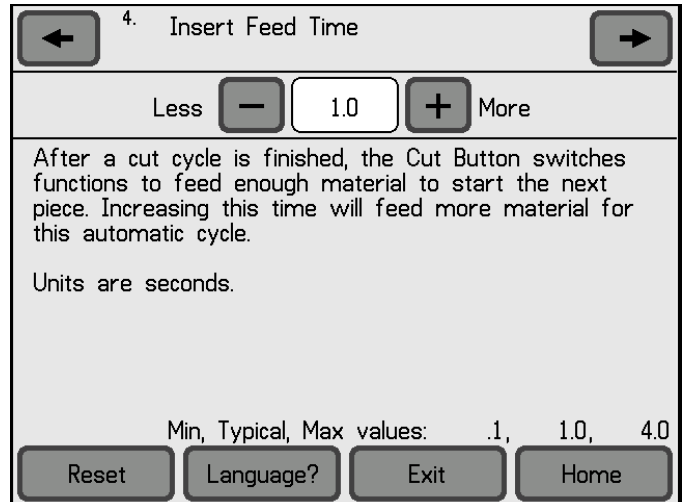 4. Insert Feed Time
Less − 1.0 + More
After a cut cycle is finished, the Cut Button switches
functions to feed enough material to start the next
piece. Increasing this time will feed more material for
this automatic cycle.
Units are seconds.
Min, Typical, Max values: .1, 1.0, 4.0
Reset Language? Exit Home